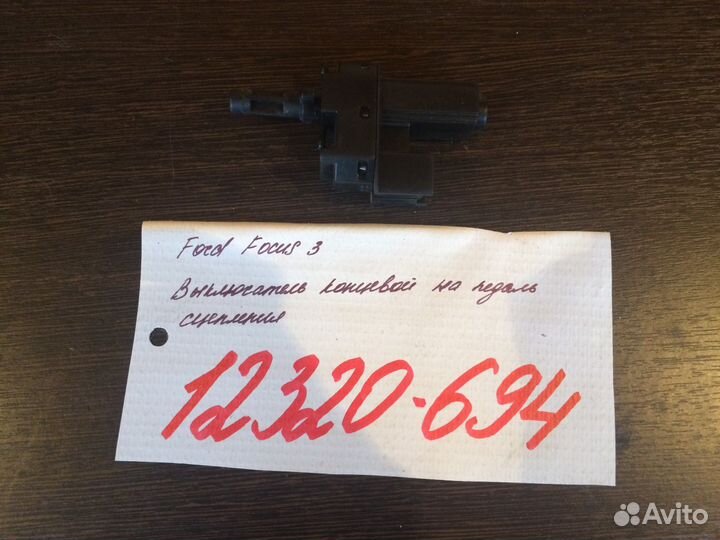 Ford Focus 3
Выключатель концевой на педаль
сцепления
12320-694
Avito